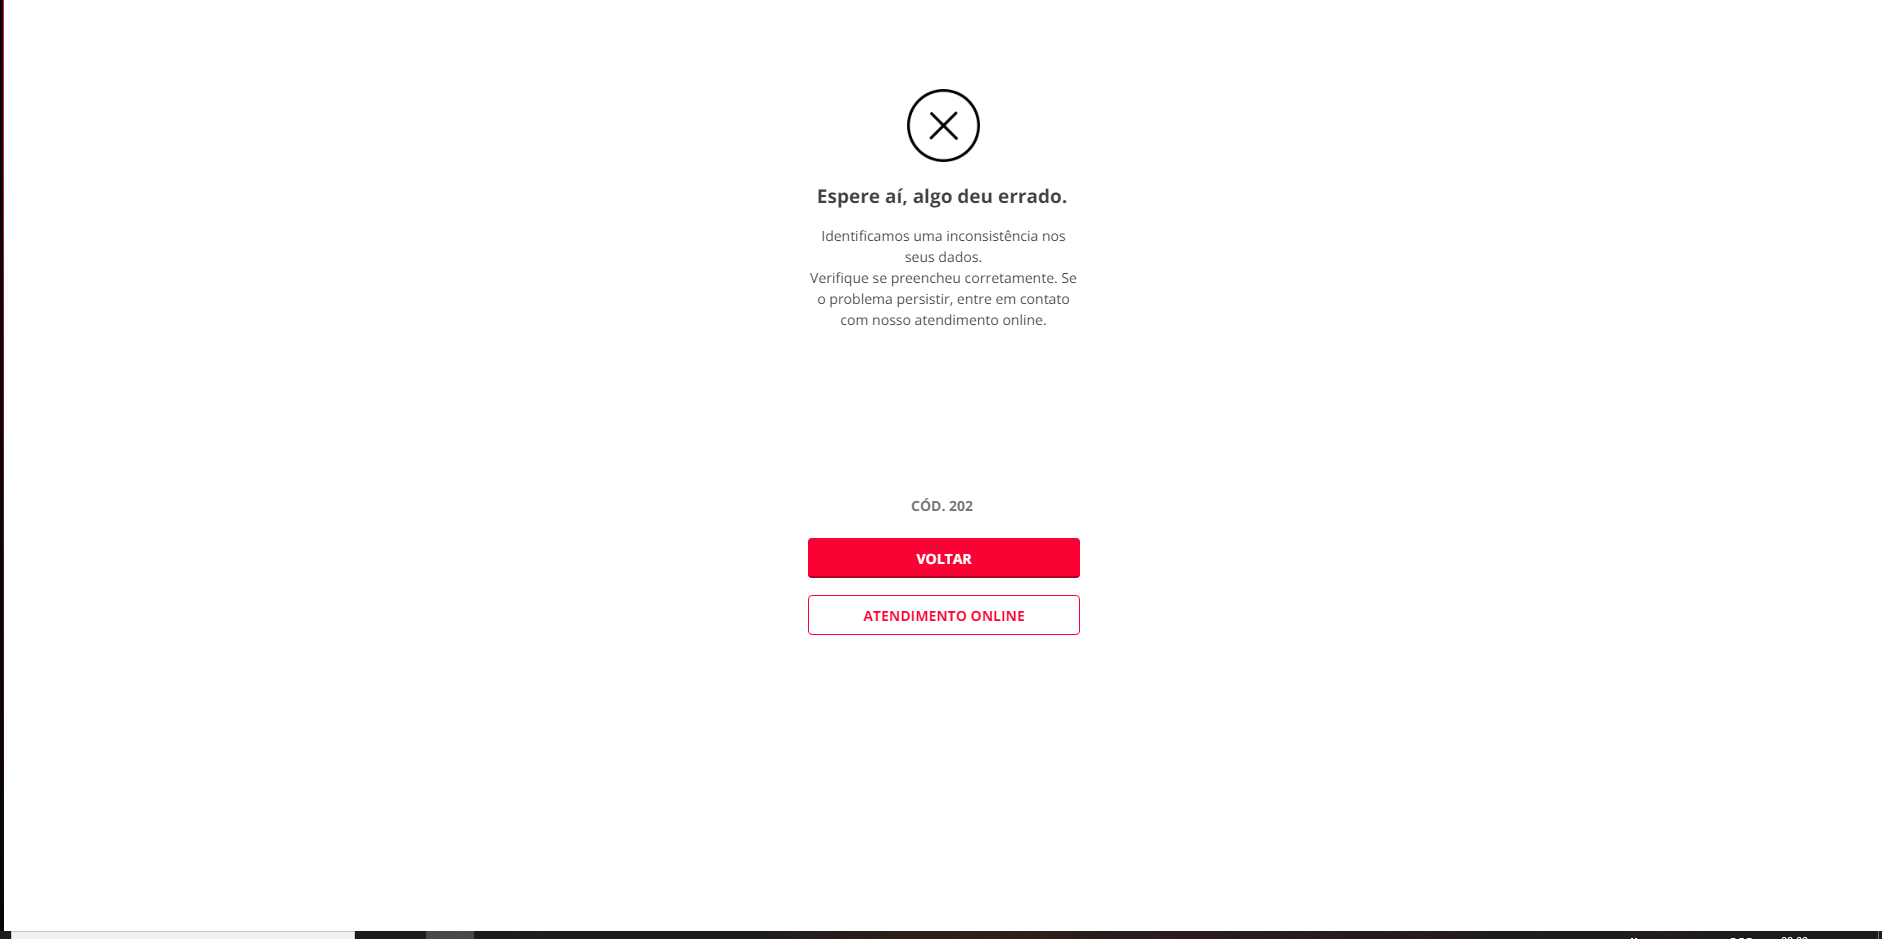 Espere aí, algo deu errado.
Identificamos uma inconsistência nos
seus dados.
Verifique se preencheu corretamente. Se
o problema persistir, entre em contato
com nosso atendimento online.
CÓD. 202
VOLTAR
ATENDIMENTO ONLINE